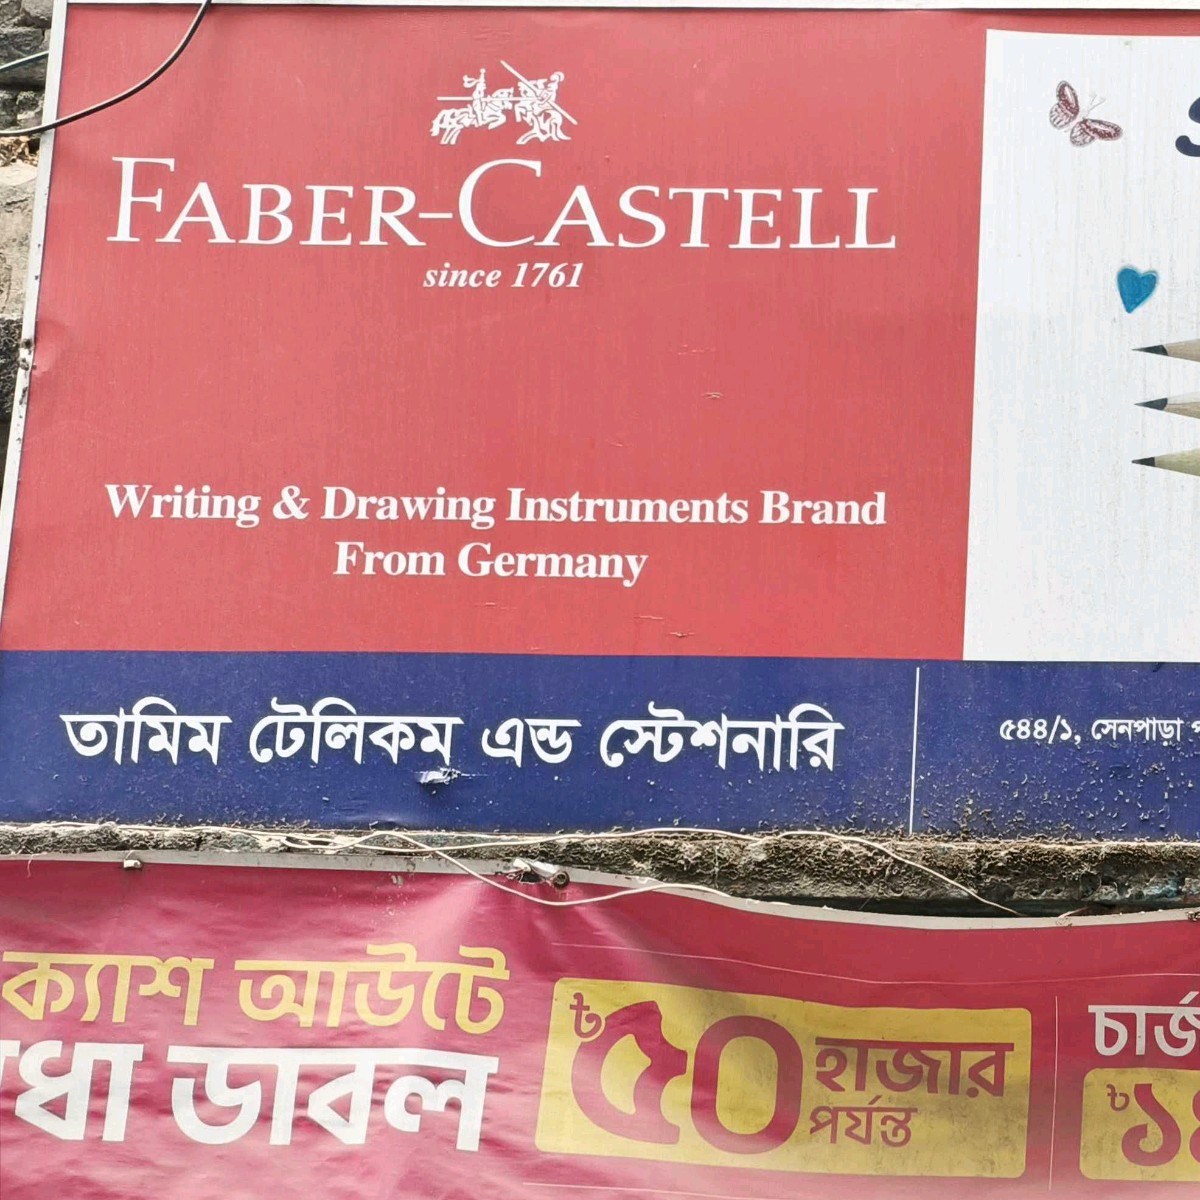 FABER-CASTELL
since 1761
Writing & Drawing Instruments Brand
From Germany
তামিম টেলিকম এন্ড স্টেশনারি
৫৪৪/১, সেনপাড়া
ক্যাশ আউটে
ডাবল
৳৫০ হাজার
পর্যন্ত